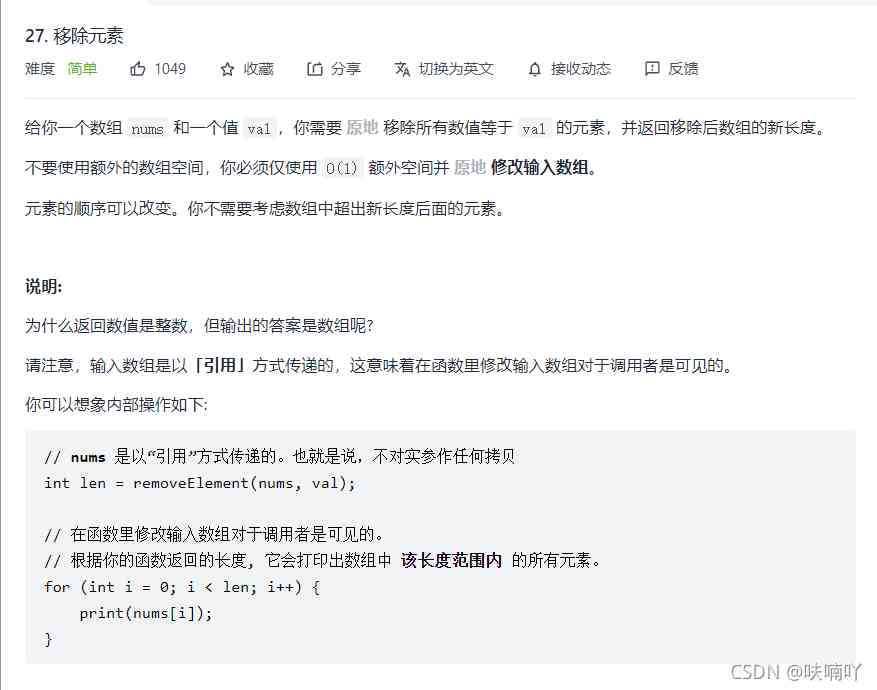 27. 移除元素
难度 简单 1049 收藏 分享 切换为英文 接收动态 反馈
给你一个数组 nums 和一个值 val，你需要 原地 移除所有数值等于 val 的元素，并返回移除后数组的新长度。
不要使用额外的数组空间，你必须仅使用 O(1) 额外空间并 原地 修改输入数组。
元素的顺序可以改变。你不需要考虑数组中超出新长度后面的元素。
说明:
为什么返回数值是整数，但输出的答案是数组呢?
请注意，输入数组是以「引用」方式传递的，这意味着在函数里修改输入数组对于调用者是可见的。
你可以想象内部操作如下:
// nums 是以“引用”方式传递的。也就是说，不对实参作任何拷贝
int len = removeElement(nums, val);
// 在函数里修改输入数组对于调用者是可见的。
// 根据你的函数返回的长度, 它会打印出数组中 该长度范围内 的所有元素。
for (int i = 0; i < len; i++) {
    print(nums[i]);
}
CSDN @呋喃吖